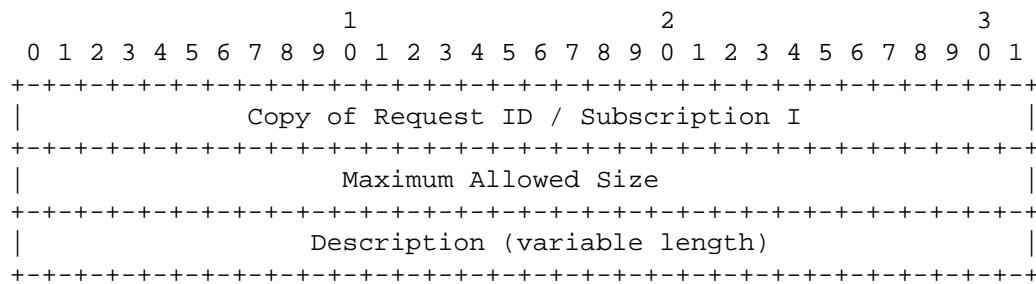 1                   2                   3
 0 1 2 3 4 5 6 7 8 9 0 1 2 3 4 5 6 7 8 9 0 1 2 3 4 5 6 7 8 9 0 1
+-+-+-+-+-+-+-+-+-+-+-+-+-+-+-+-+-+-+-+-+-+-+-+-+-+-+-+-+-+-+-+-+
|              Copy of Request ID / Subscription I              |
+-+-+-+-+-+-+-+-+-+-+-+-+-+-+-+-+-+-+-+-+-+-+-+-+-+-+-+-+-+-+-+-+
|                    Maximum Allowed Size                       |
+-+-+-+-+-+-+-+-+-+-+-+-+-+-+-+-+-+-+-+-+-+-+-+-+-+-+-+-+-+-+-+-+
|                  Description (variable length)                |
+-+-+-+-+-+-+-+-+-+-+-+-+-+-+-+-+-+-+-+-+-+-+-+-+-+-+-+-+-+-+-+-+